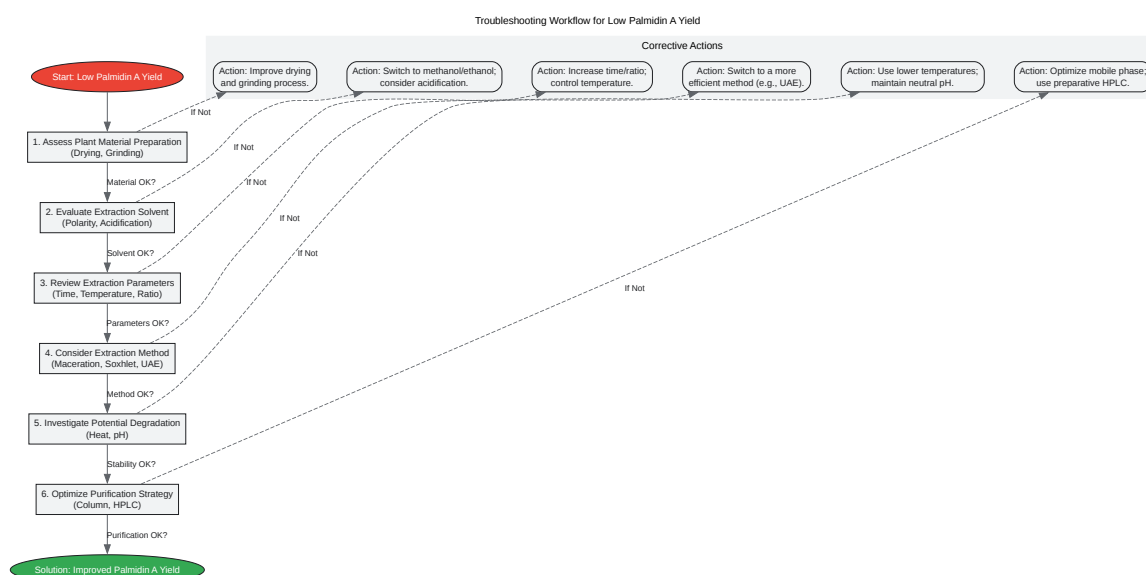 Troubleshooting Workflow for Low Palmidin A Yield
Corrective Actions
Start: Low Palmidin A Yield
Action: Improve drying
and grinding process.
Action: Switch to methanol/ethanol;
consider acidification.
Action: Increase time/ratio;
control temperature.
Action: Switch to a more
efficient method (e.g., UAE).
Action: Use lower temperatures;
maintain neutral pH.
Action: Optimize mobile phase;
use preparative HPLC.
If Not
1. Assess Plant Material Preparation
(Drying, Grinding)
If Not
Material OK?
If Not
2. Evaluate Extraction Solvent
(Polarity, Acidification)
If Not
Solvent OK?
If Not
3. Review Extraction Parameters
(Time, Temperature, Ratio)
If Not
Parameters OK?
4. Consider Extraction Method
(Maceration, Soxhlet, UAE)
Method OK?
5. Investigate Potential Degradation
(Heat, pH)
Stability OK?
6. Optimize Purification Strategy
(Column, HPLC)
Purification OK?
Solution: Improved Palmidin A Yield